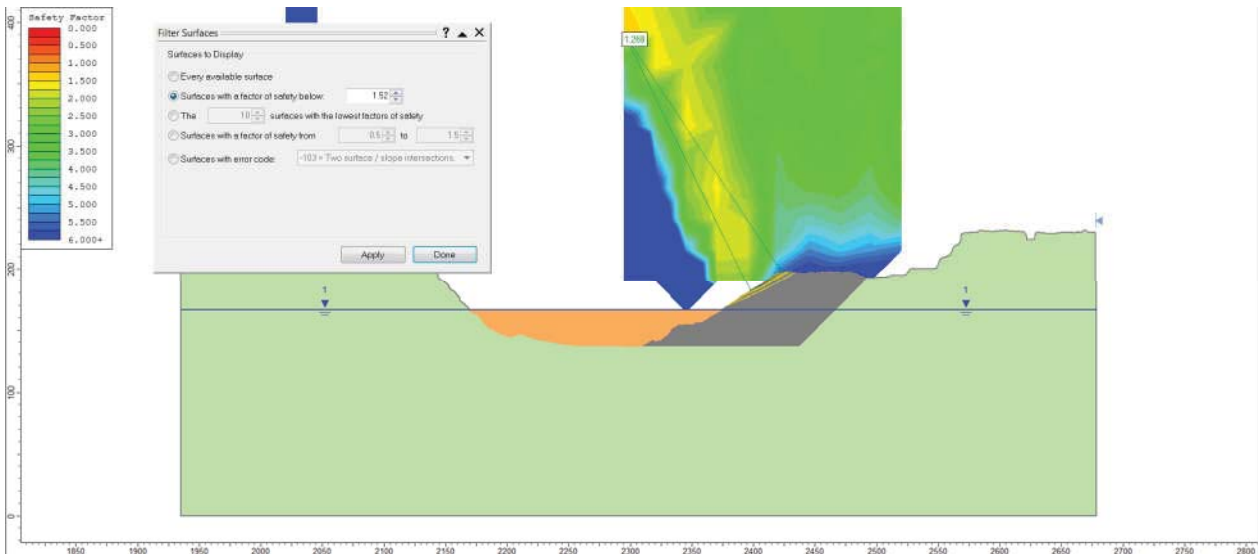 Safety Factor
0.000
0.500
1.000
1.500
2.000
2.500
3.000
3.500
4.000
4.500
5.000
5.500
6.000+
Filter Surfaces ?
Surfaces to Display
Every available surface
Surfaces with a factor of safety below: 1.52
The 10 surfaces with the lowest factors of safety
Surfaces with a factor of safety from 0.5 to 1.5
Surfaces with error code: -103 = Two surface / slope intersections.
Apply Done
1.268
1
1
400
300
200
100
0
1850 1900 1950 2000 2050 2100 2150 2200 2250 2300 2350 2400 2450 2500 2550 2600 2650 2700 2750 2800